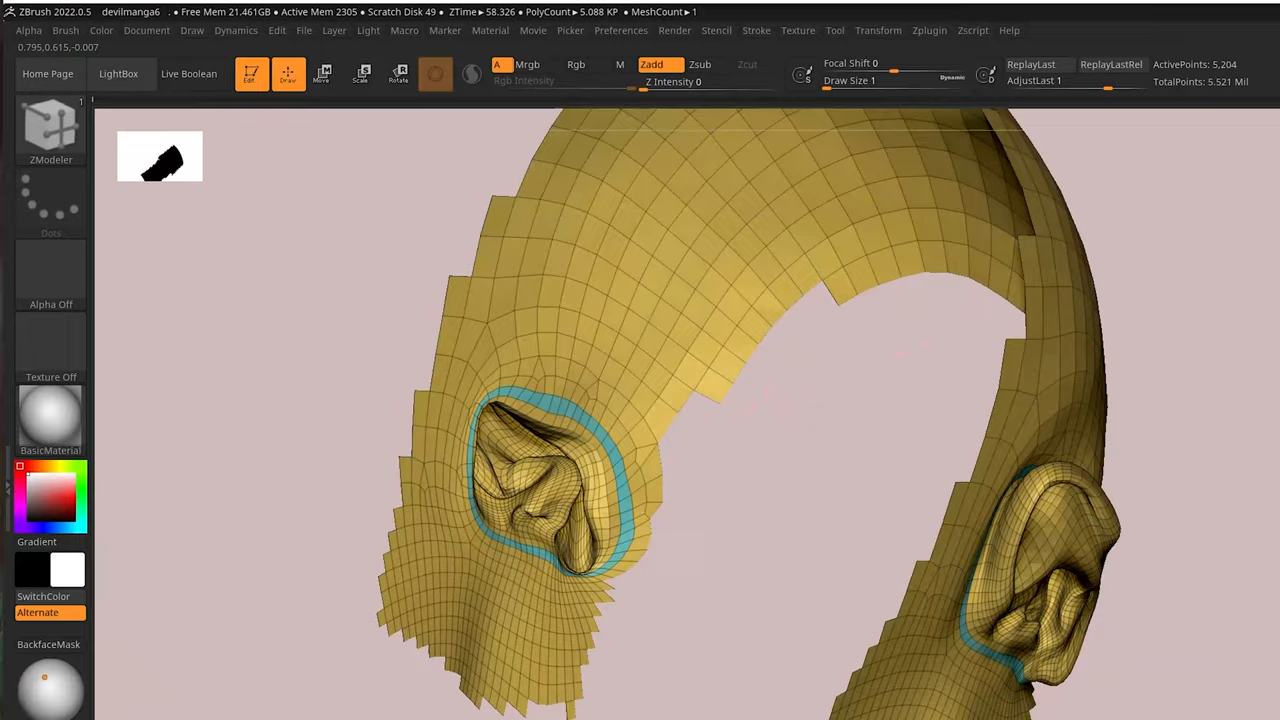 ZBrush 2022.0.5 devilmanga6 . • Free Mem 21.461GB • Active Mem 2305 • Scratch Disk 49 • ZTime▸58.326 • PolyCount▸5.088 KP • MeshCount▸1
Alpha Brush Color Document Draw Dynamics Edit File Layer Light Macro Marker Material Movie Picker Preferences Render Stencil Stroke Texture Tool Transform Zplugin Zscript Help
0.795,0.615,-0.007
Home Page LightBox Live Boolean Edit Draw Move Scale Rotate A Mrgb Rgb M Zadd Zsub Zcut Focal Shift 0 Dynamic ReplayLast ReplayLastRel ActivePoints: 5,204
Rgb Intensity Z Intensity 0 S Draw Size 1 D AdjustLast 1 TotalPoints: 5.521 Mil
1
ZModeler
Dots
Alpha Off
Texture Off
BasicMaterial
Gradient
SwitchColor
Alternate
BackfaceMask